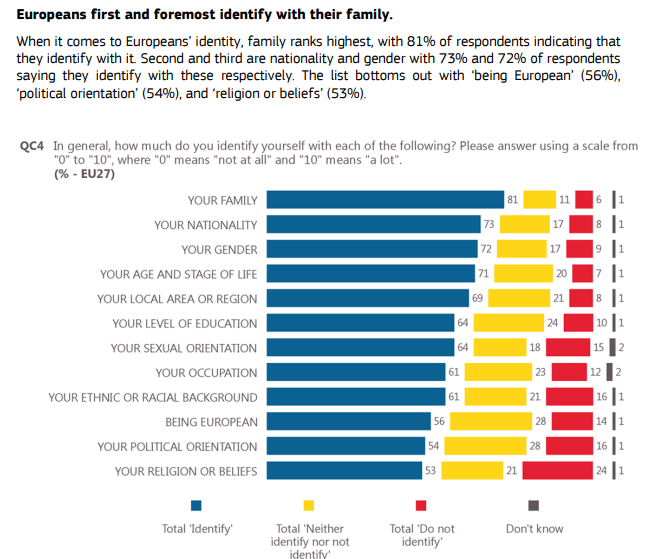 Europeans first and foremost identify with their family.
When it comes to Europeans' identity, family ranks highest, with 81% of respondents indicating that
they identify with it. Second and third are nationality and gender with 73% and 72% of respondents
saying they identify with these respectively. The list bottoms out with 'being European' (56%),
'political orientation' (54%), and 'religion or beliefs' (53%).
QC4 In general, how much do you identify yourself with each of the following? Please answer using a scale from
"0" to "10", where "0" means "not at all" and "10" means "a lot".
(% - EU27)
YOUR FAMILY 81 11 6 1
YOUR NATIONALITY 73 17 8 1
YOUR GENDER 72 17 9 1
YOUR AGE AND STAGE OF LIFE 71 20 7 1
YOUR LOCAL AREA OR REGION 69 21 8 1
YOUR LEVEL OF EDUCATION 64 24 10 1
YOUR SEXUAL ORIENTATION 64 18 15 2
YOUR OCCUPATION 61 23 12 2
YOUR ETHNIC OR RACIAL BACKGROUND 61 21 16 1
BEING EUROPEAN 56 28 14 1
YOUR POLITICAL ORIENTATION 54 28 16 1
YOUR RELIGION OR BELIEFS 53 21 24 1
Total 'Identify'
Total 'Neither
identify nor not
identify'
Total 'Do not
identify'
Don't know